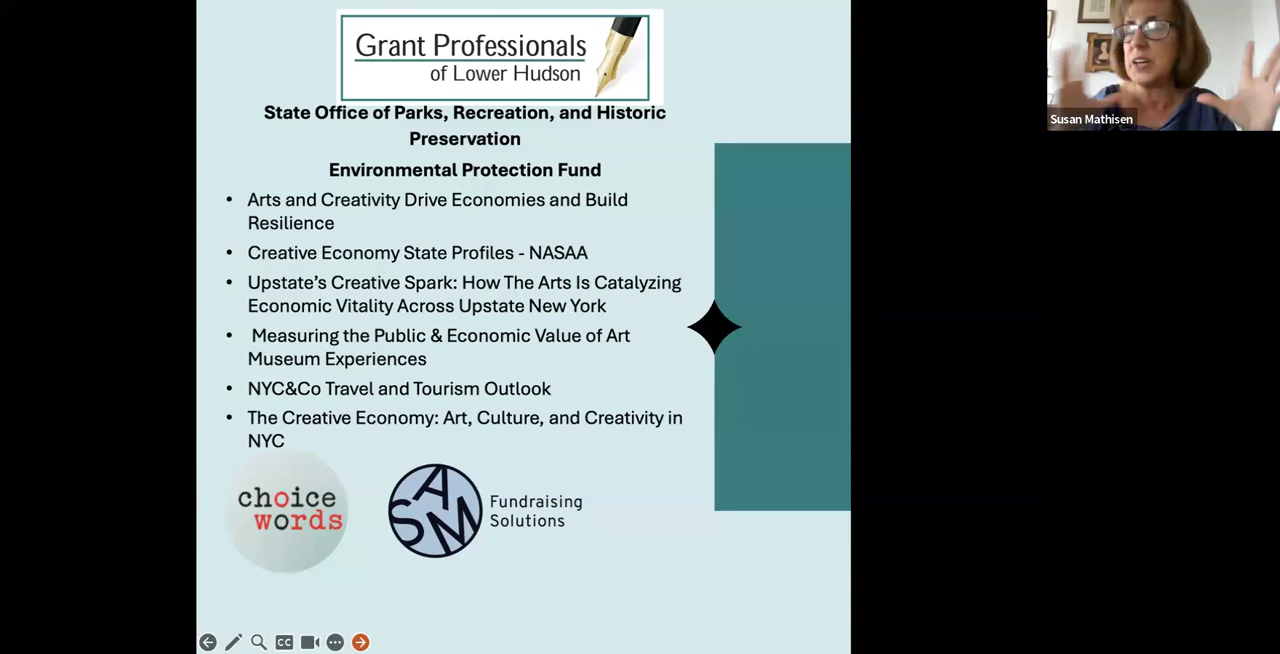 Grant Professionals
of Lower Hudson
State Office of Parks, Recreation, and Historic
Preservation
Environmental Protection Fund
• Arts and Creativity Drive Economies and Build
Resilience
• Creative Economy State Profiles - NASAA
• Upstate’s Creative Spark: How The Arts Is Catalyzing
Economic Vitality Across Upstate New York
• Measuring the Public & Economic Value of Art
Museum Experiences
• NYC&Co Travel and Tourism Outlook
• The Creative Economy: Art, Culture, and Creativity in
NYC
choice
words
SAM
Fundraising
Solutions
CC
Susan Mathisen